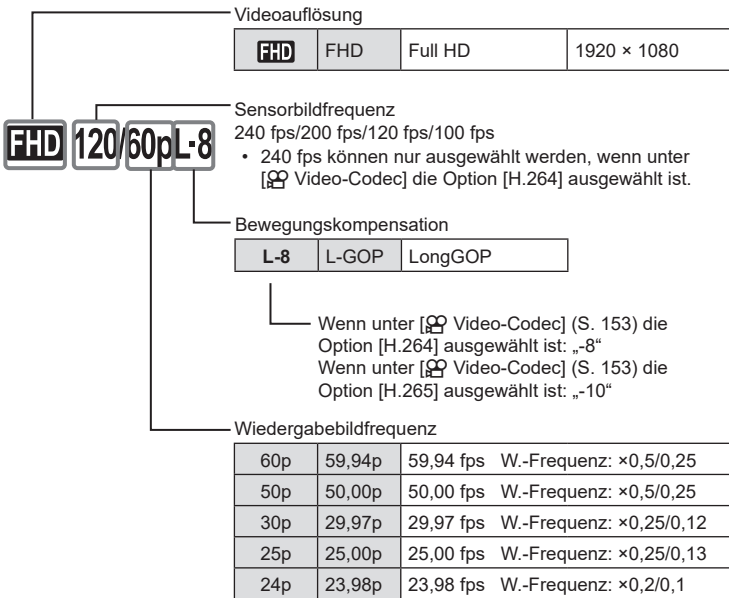 Videoauflösung
FHD FHD Full HD 1920 × 1080
FHD 120/60p L-8
Sensorbildfrequenz
240 fps/200 fps/120 fps/100 fps
• 240 fps können nur ausgewählt werden, wenn unter
[ Video-Codec] die Option [H.264] ausgewählt ist.
Bewegungskompensation
L-8 L-GOP LongGOP
Wenn unter [ Video-Codec] (S. 153) die
Option [H.264] ausgewählt ist: „-8“
Wenn unter [ Video-Codec] (S. 153) die
Option [H.265] ausgewählt ist: „-10“
Wiedergabebildfrequenz
60p 59,94p 59,94 fps W.-Frequenz: ×0,5/0,25
50p 50,00p 50,00 fps W.-Frequenz: ×0,5/0,25
30p 29,97p 29,97 fps W.-Frequenz: ×0,25/0,12
25p 25,00p 25,00 fps W.-Frequenz: ×0,25/0,13
24p 23,98p 23,98 fps W.-Frequenz: ×0,2/0,1